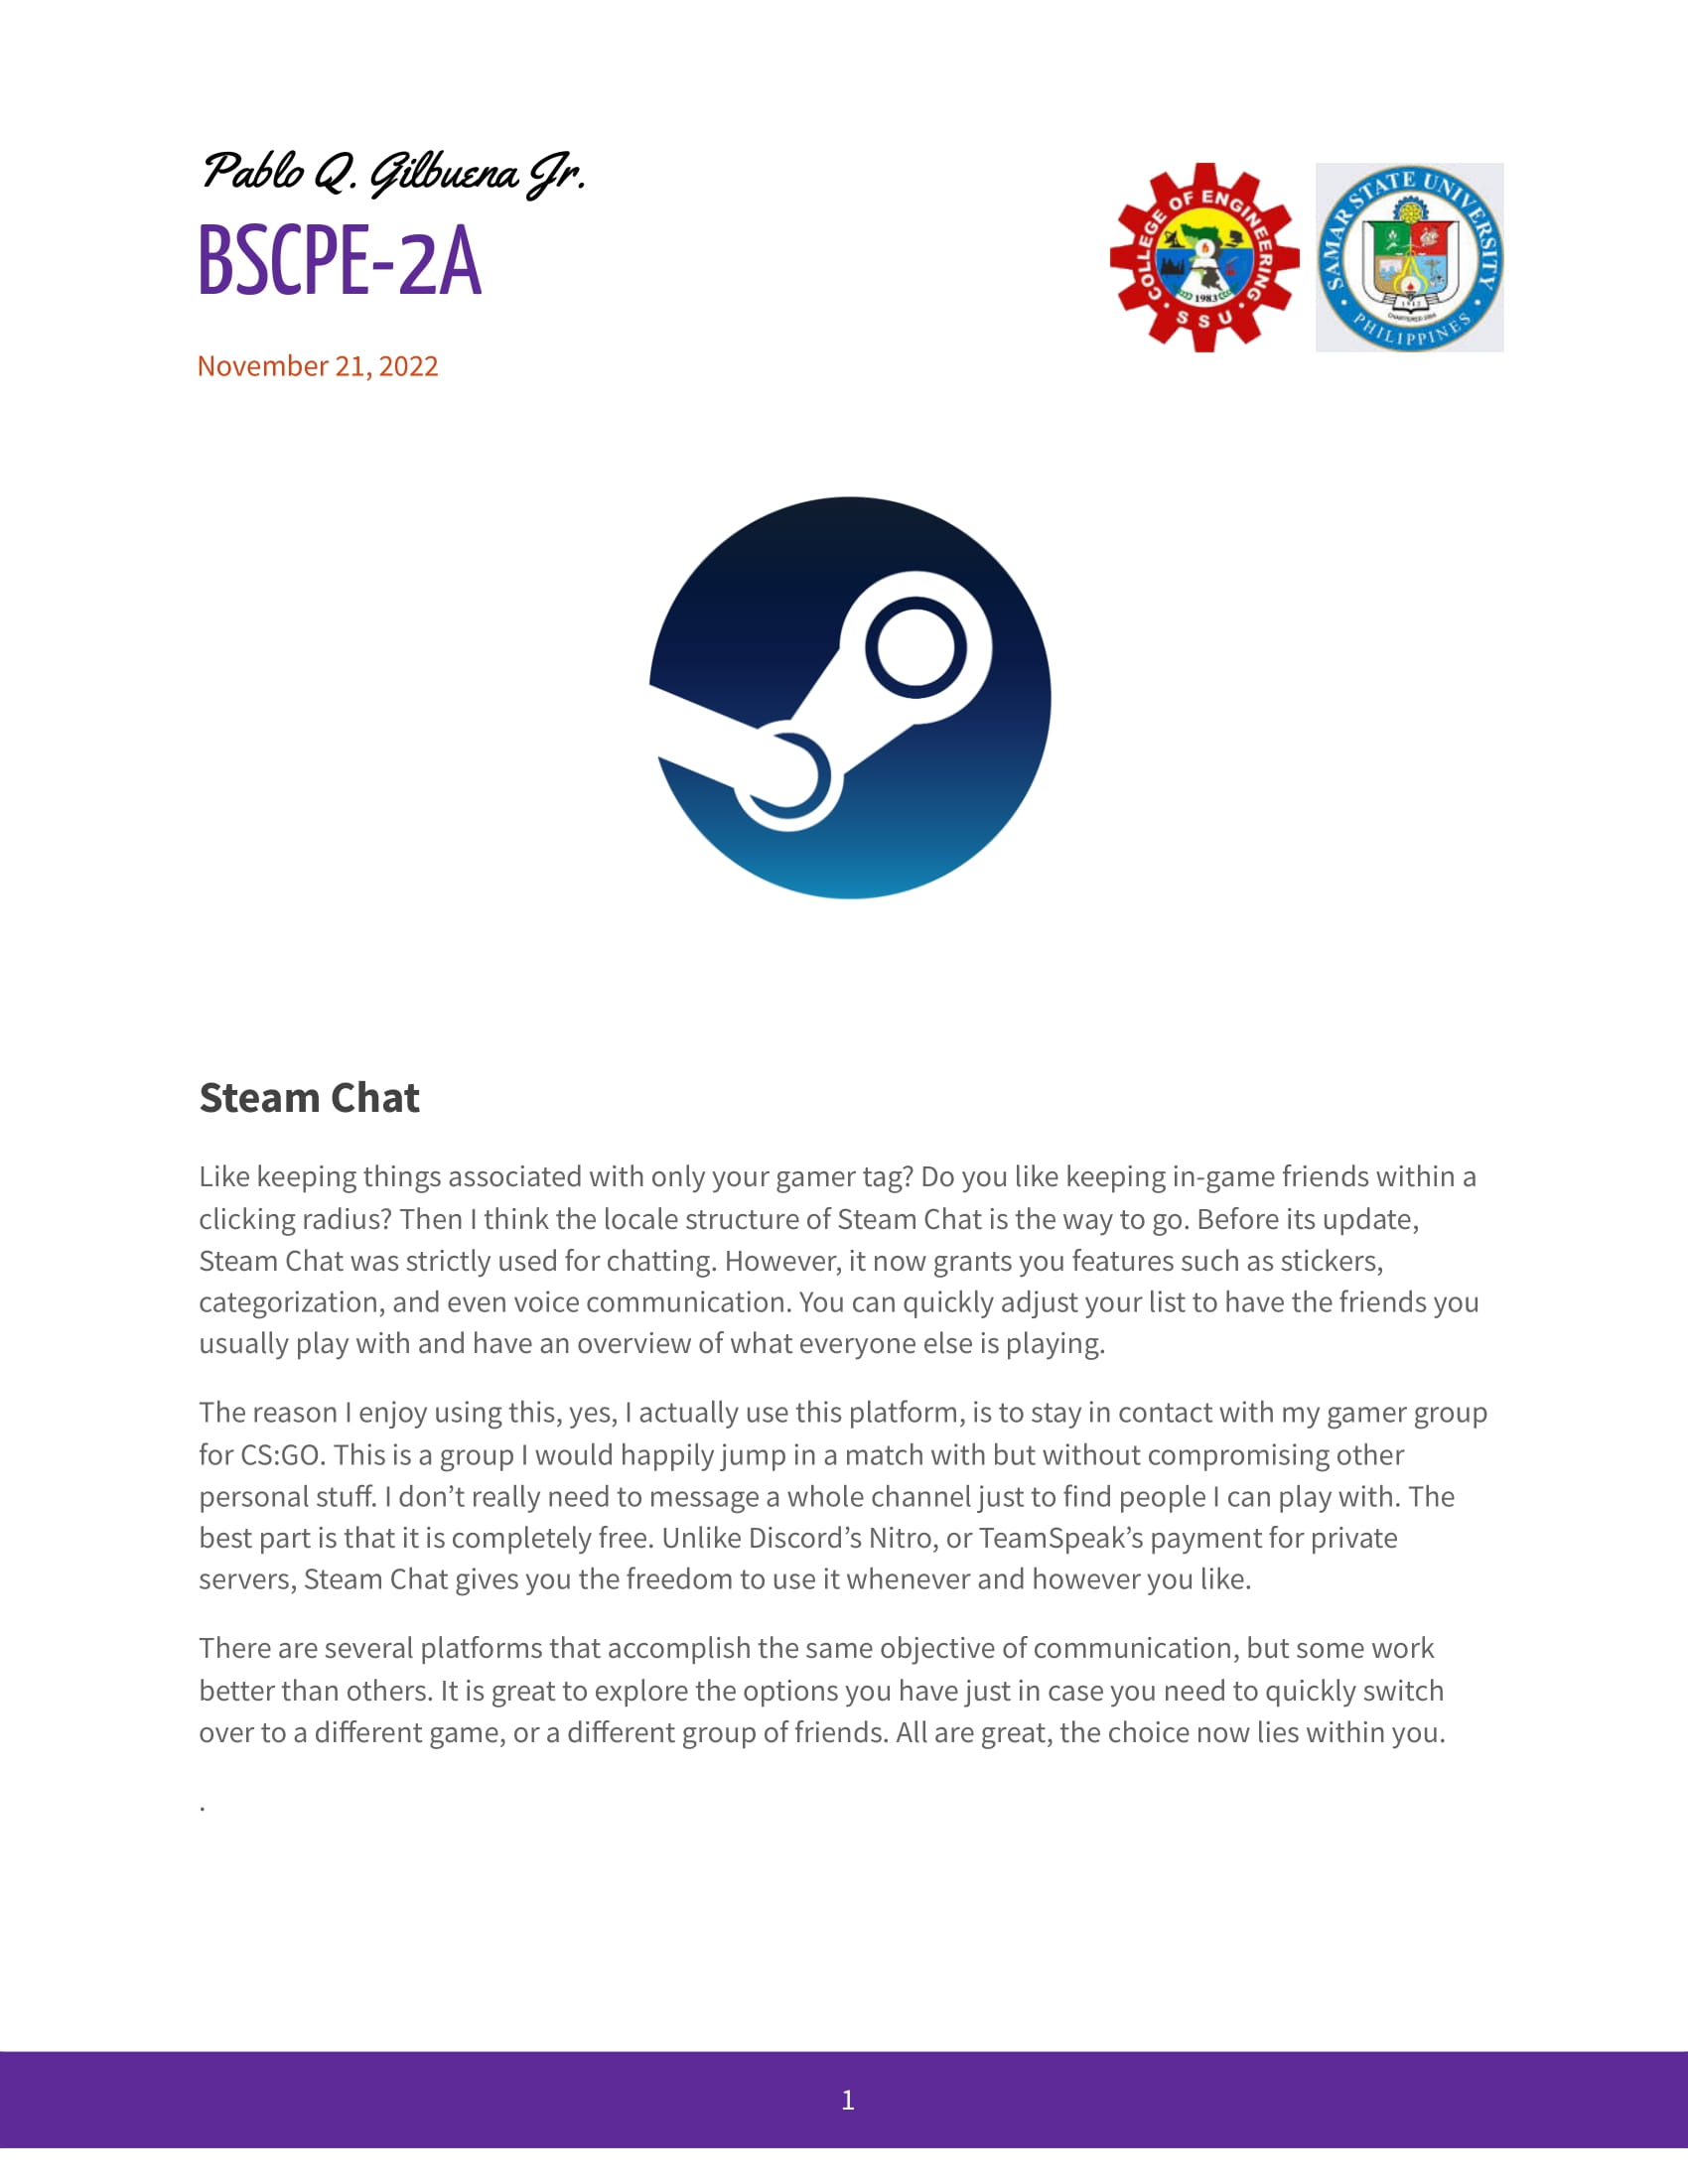 Pablo Q. Gilbuena Jr.
BSCPE-2A
November 21, 2022
COLLEGE OF ENGINEERING
1983
SSU
SAMAR STATE UNIVERSITY
PHILIPPINES
Steam Chat
Like keeping things associated with only your gamer tag? Do you like keeping in-game friends within a
clicking radius? Then I think the locale structure of Steam Chat is the way to go. Before its update,
Steam Chat was strictly used for chatting. However, it now grants you features such as stickers,
categorization, and even voice communication. You can quickly adjust your list to have the friends you
usually play with and have an overview of what everyone else is playing.
The reason I enjoy using this, yes, I actually use this platform, is to stay in contact with my gamer group
for CS:GO. This is a group I would happily jump in a match with but without compromising other
personal stuff. I don’t really need to message a whole channel just to find people I can play with. The
best part is that it is completely free. Unlike Discord’s Nitro, or TeamSpeak’s payment for private
servers, Steam Chat gives you the freedom to use it whenever and however you like.
There are several platforms that accomplish the same objective of communication, but some work
better than others. It is great to explore the options you have just in case you need to quickly switch
over to a different game, or a different group of friends. All are great, the choice now lies within you.
.
1